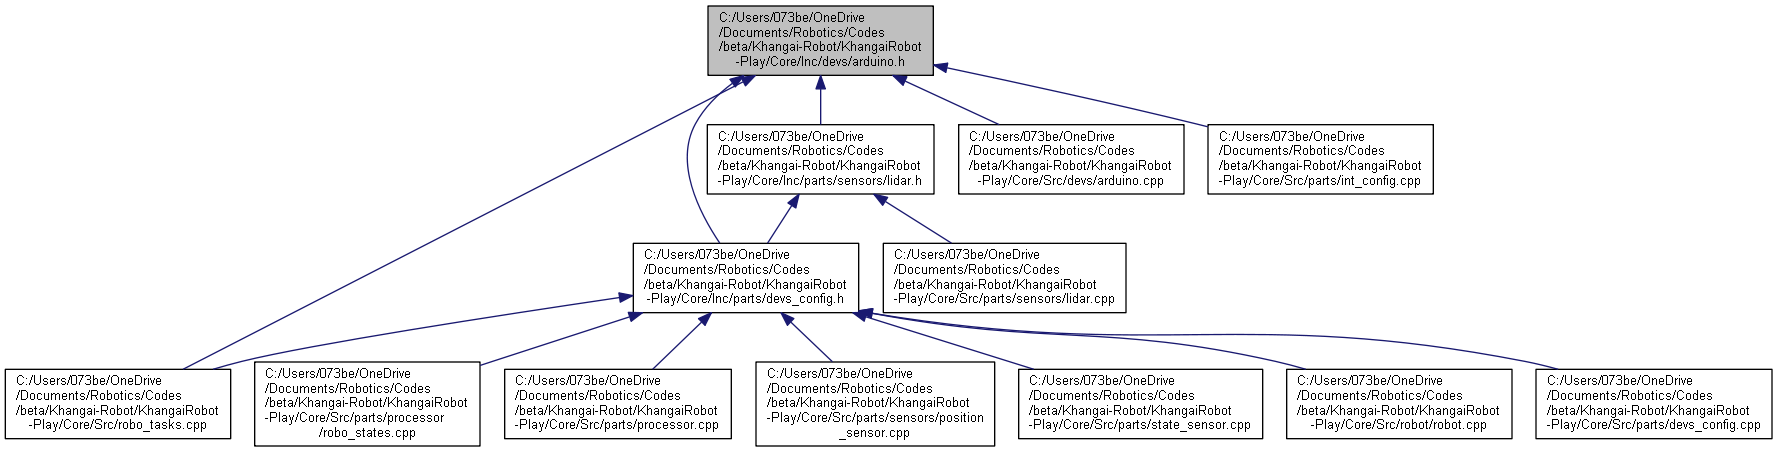 C:/Users/073be/OneDrive
/Documents/Robotics/Codes
/beta/Khangai-Robot/KhangaiRobot
-Play/Core/Inc/devs/arduino.h
C:/Users/073be/OneDrive
/Documents/Robotics/Codes
/beta/Khangai-Robot/KhangaiRobot
-Play/Core/Inc/parts/sensors/lidar.h
C:/Users/073be/OneDrive
/Documents/Robotics/Codes
/beta/Khangai-Robot/KhangaiRobot
-Play/Core/Src/devs/arduino.cpp
C:/Users/073be/OneDrive
/Documents/Robotics/Codes
/beta/Khangai-Robot/KhangaiRobot
-Play/Core/Src/parts/int_config.cpp
C:/Users/073be/OneDrive
/Documents/Robotics/Codes
/beta/Khangai-Robot/KhangaiRobot
-Play/Core/Inc/parts/devs_config.h
C:/Users/073be/OneDrive
/Documents/Robotics/Codes
/beta/Khangai-Robot/KhangaiRobot
-Play/Core/Src/parts/sensors/lidar.cpp
C:/Users/073be/OneDrive
/Documents/Robotics/Codes
/beta/Khangai-Robot/KhangaiRobot
-Play/Core/Src/robo_tasks.cpp
C:/Users/073be/OneDrive
/Documents/Robotics/Codes
/beta/Khangai-Robot/KhangaiRobot
-Play/Core/Src/parts/processor
/robo_states.cpp
C:/Users/073be/OneDrive
/Documents/Robotics/Codes
/beta/Khangai-Robot/KhangaiRobot
-Play/Core/Src/parts/processor.cpp
C:/Users/073be/OneDrive
/Documents/Robotics/Codes
/beta/Khangai-Robot/KhangaiRobot
-Play/Core/Src/parts/sensors/position
_sensor.cpp
C:/Users/073be/OneDrive
/Documents/Robotics/Codes
/beta/Khangai-Robot/KhangaiRobot
-Play/Core/Src/parts/state_sensor.cpp
C:/Users/073be/OneDrive
/Documents/Robotics/Codes
/beta/Khangai-Robot/KhangaiRobot
-Play/Core/Src/robot/robot.cpp
C:/Users/073be/OneDrive
/Documents/Robotics/Codes
/beta/Khangai-Robot/KhangaiRobot
-Play/Core/Src/parts/devs_config.cpp